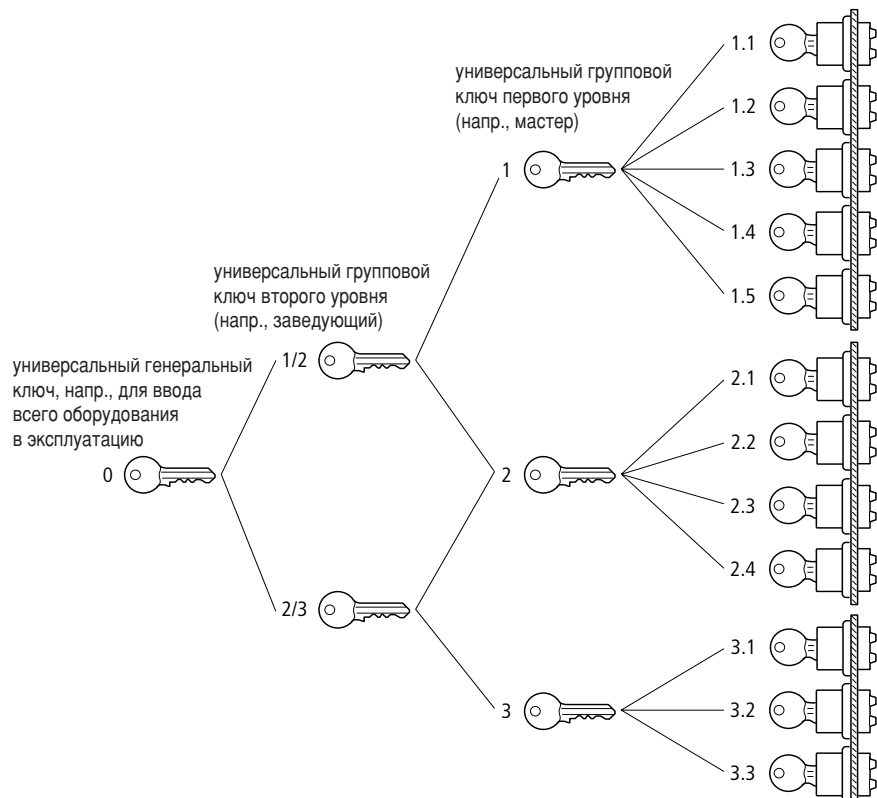 универсальный групповой
ключ первого уровня
(напр., мастер)
1
1.1
1.2
1.3
1.4
1.5
универсальный групповой
ключ второго уровня
(напр., заведующий)
1/2
универсальный генеральный
ключ, напр., для ввода
всего оборудования
в эксплуатацию
0
2
2.1
2.2
2.3
2.4
2/3
3
3.1
3.2
3.3